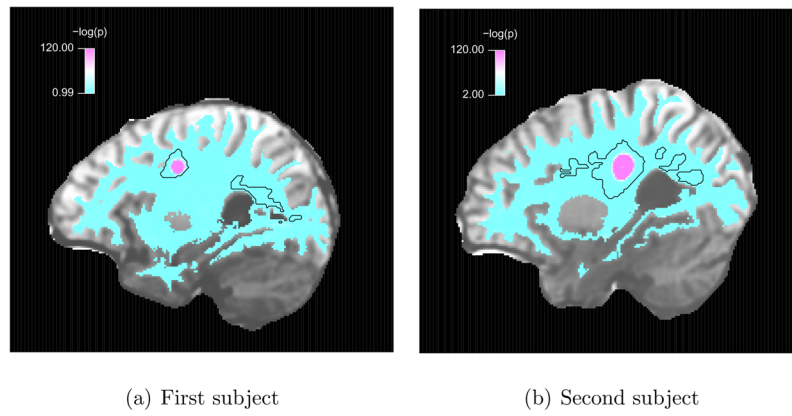 −log(p)
120.00
0.99
−log(p)
120.00
2.00
(a) First subject
(b) Second subject